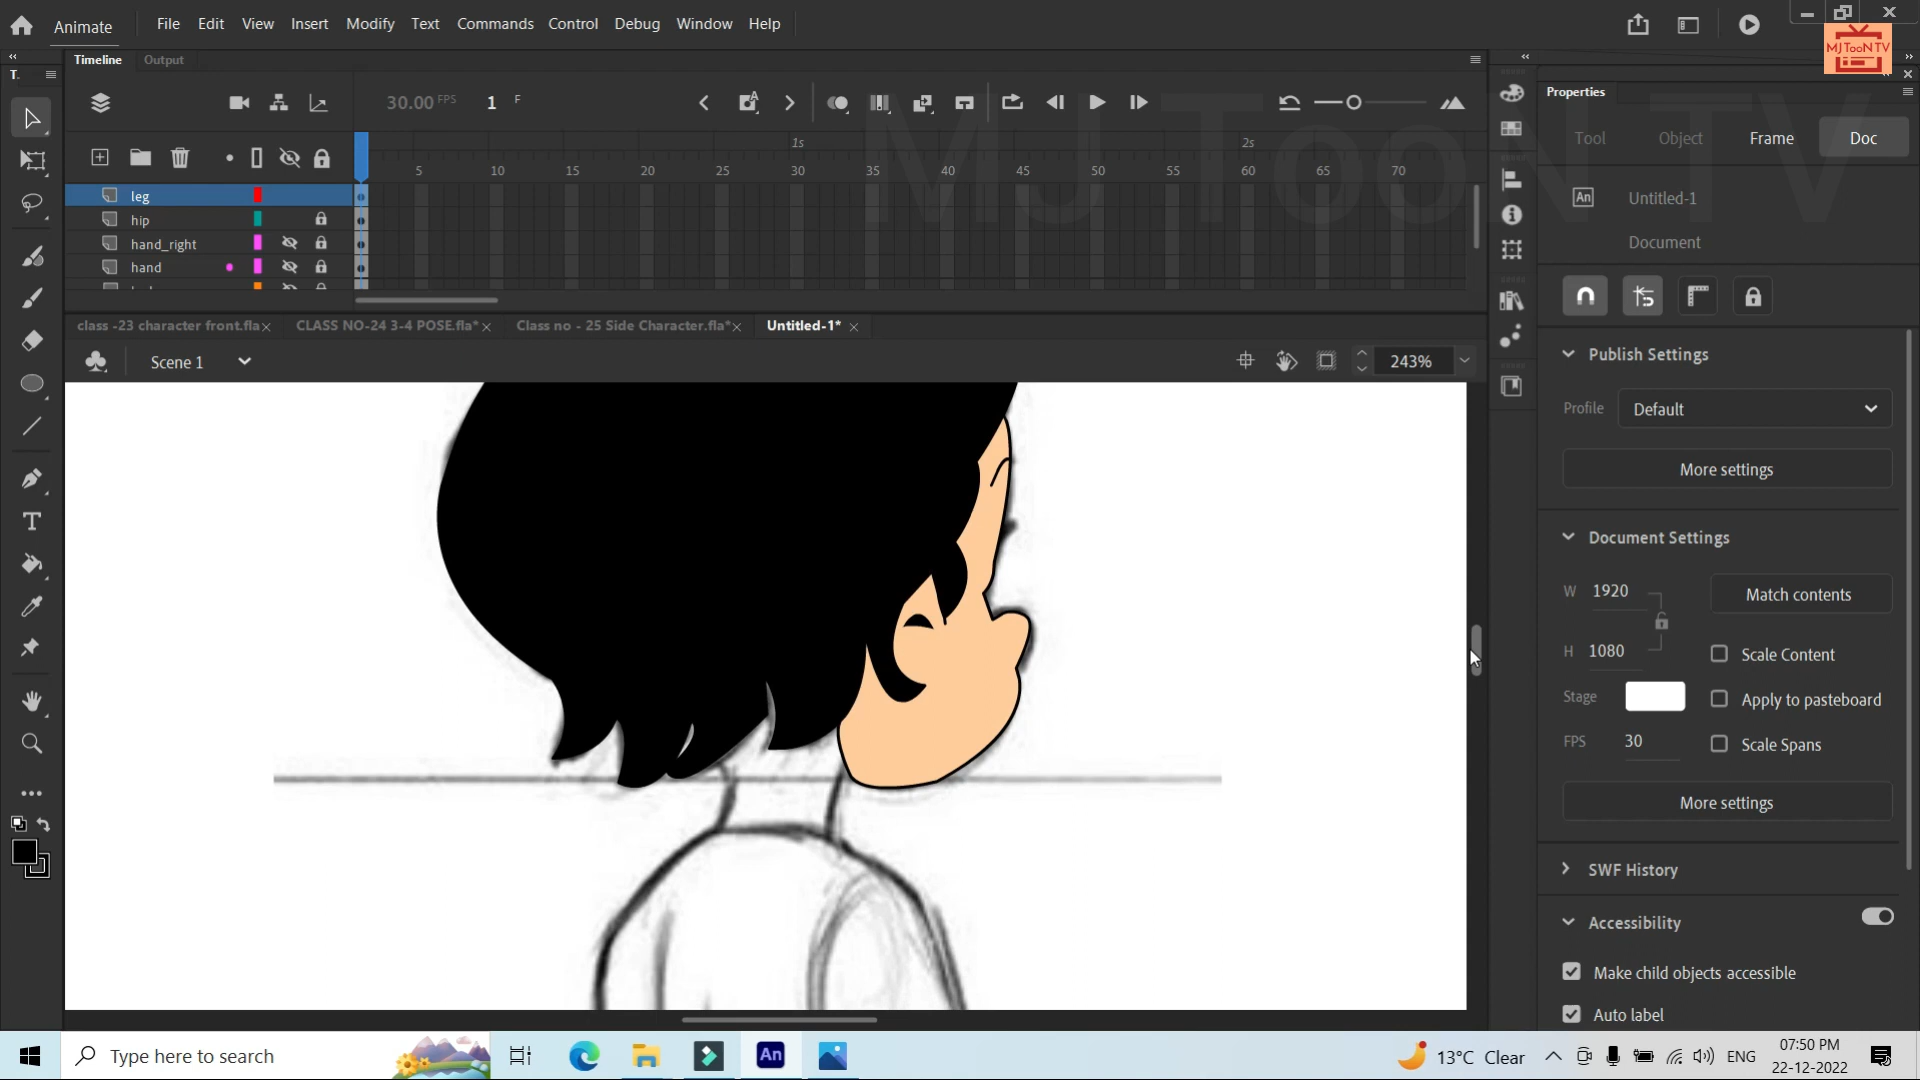 Animate File Edit View Insert Modify Text Commands Control Debug Window Help
MJTooN TV
Timeline Output
T.
Properties
30.00 FPS 1 F
MJ TooN TV
Tool Object Frame Doc
1s 2s
5 10 15 20 25 30 35 40 45 50 55 60 65 70
leg
An Untitled-1
hip
hand_right
Document
hand
class -23 character front.fla× CLASS NO-24 3-4 POSE.fla*× Class no - 25 Side Character.fla*× Untitled-1* ×
Scene 1
243%
Publish Settings
Profile Default
More settings
Document Settings
W 1920
Match contents
H 1080
Scale Content
Stage
Apply to pasteboard
FPS 30
Scale Spans
More settings
SWF History
Accessibility
Make child objects accessible
Auto label
Type here to search
An
13°C Clear
ENG
07:50 PM
22-12-2022